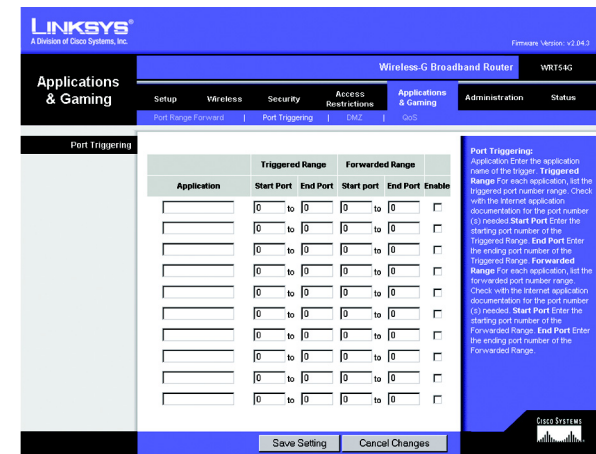 LINKSYS®
A Division of Cisco Systems, Inc.
Firmware Version: v2.04.3
Wireless-G Broadband Router WRT54G
Applications
& Gaming
Setup Wireless Security Access Restrictions Applications & Gaming Administration Status
Port Range Forward | Port Triggering | DMZ | QoS
Port Triggering
Triggered Range Forwarded Range
Application Start Port End Port Start port End Port Enable
0 to 0 0 to 0
0 to 0 0 to 0
0 to 0 0 to 0
0 to 0 0 to 0
0 to 0 0 to 0
0 to 0 0 to 0
0 to 0 0 to 0
0 to 0 0 to 0
0 to 0 0 to 0
0 to 0 0 to 0
Port Triggering:
Application Enter the application
name of the trigger. Triggered
Range For each application, list the
triggered port number range. Check
with the Internet application
documentation for the port number
(s) needed.Start Port Enter the
starting port number of the
Triggered Range. End Port Enter
the ending port number of the
Triggered Range. Forwarded
Range For each application, list the
forwarded port number range.
Check with the Internet application
documentation for the port number
(s) needed. Start Port Enter the
starting port number of the
Forwarded Range. End Port Enter
the ending port number of the
Forwarded Range.
Save Setting Cancel Changes
CISCO SYSTEMS